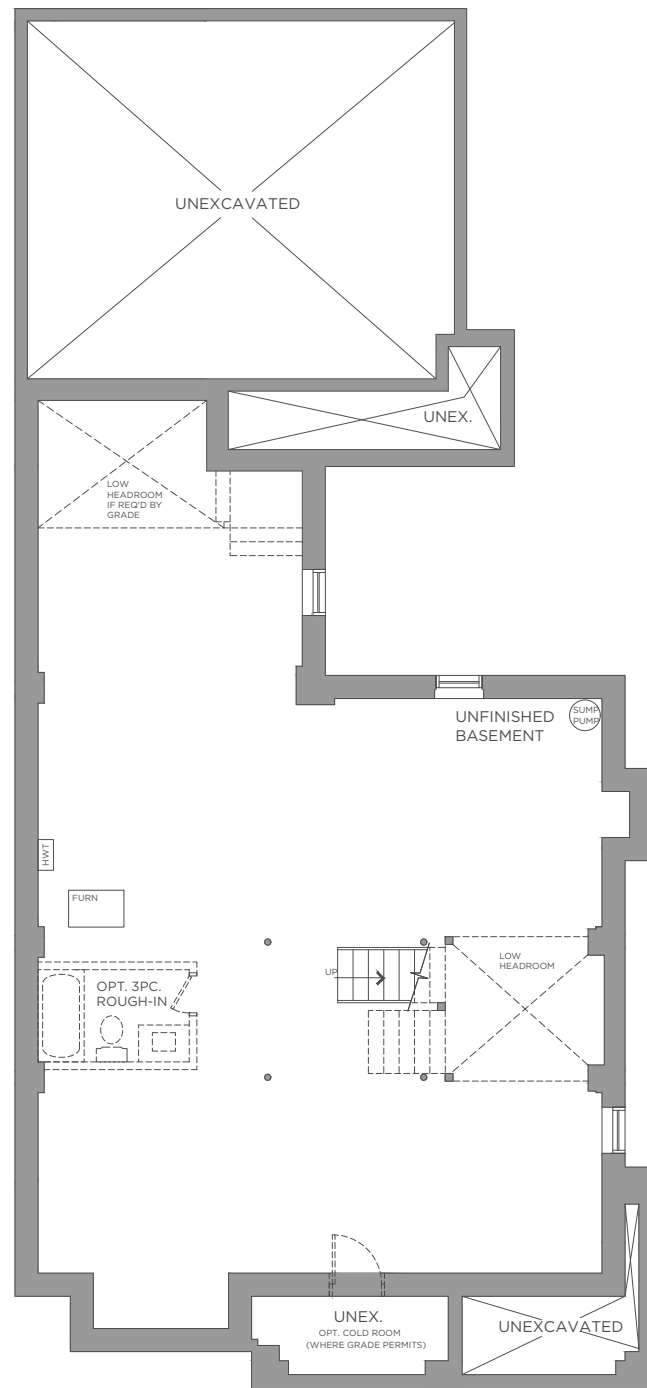 UNEXCAVATED
UNEX.
LOW
HEADROOM
IF REQ'D BY
GRADE
UNFINISHED
BASEMENT
SUMP
PUMP
HWT
FURN
OPT. 3PC.
ROUGH-IN
UP
LOW
HEADROOM
UNEX.
OPT. COLD ROOM
(WHERE GRADE PERMITS)
UNEXCAVATED